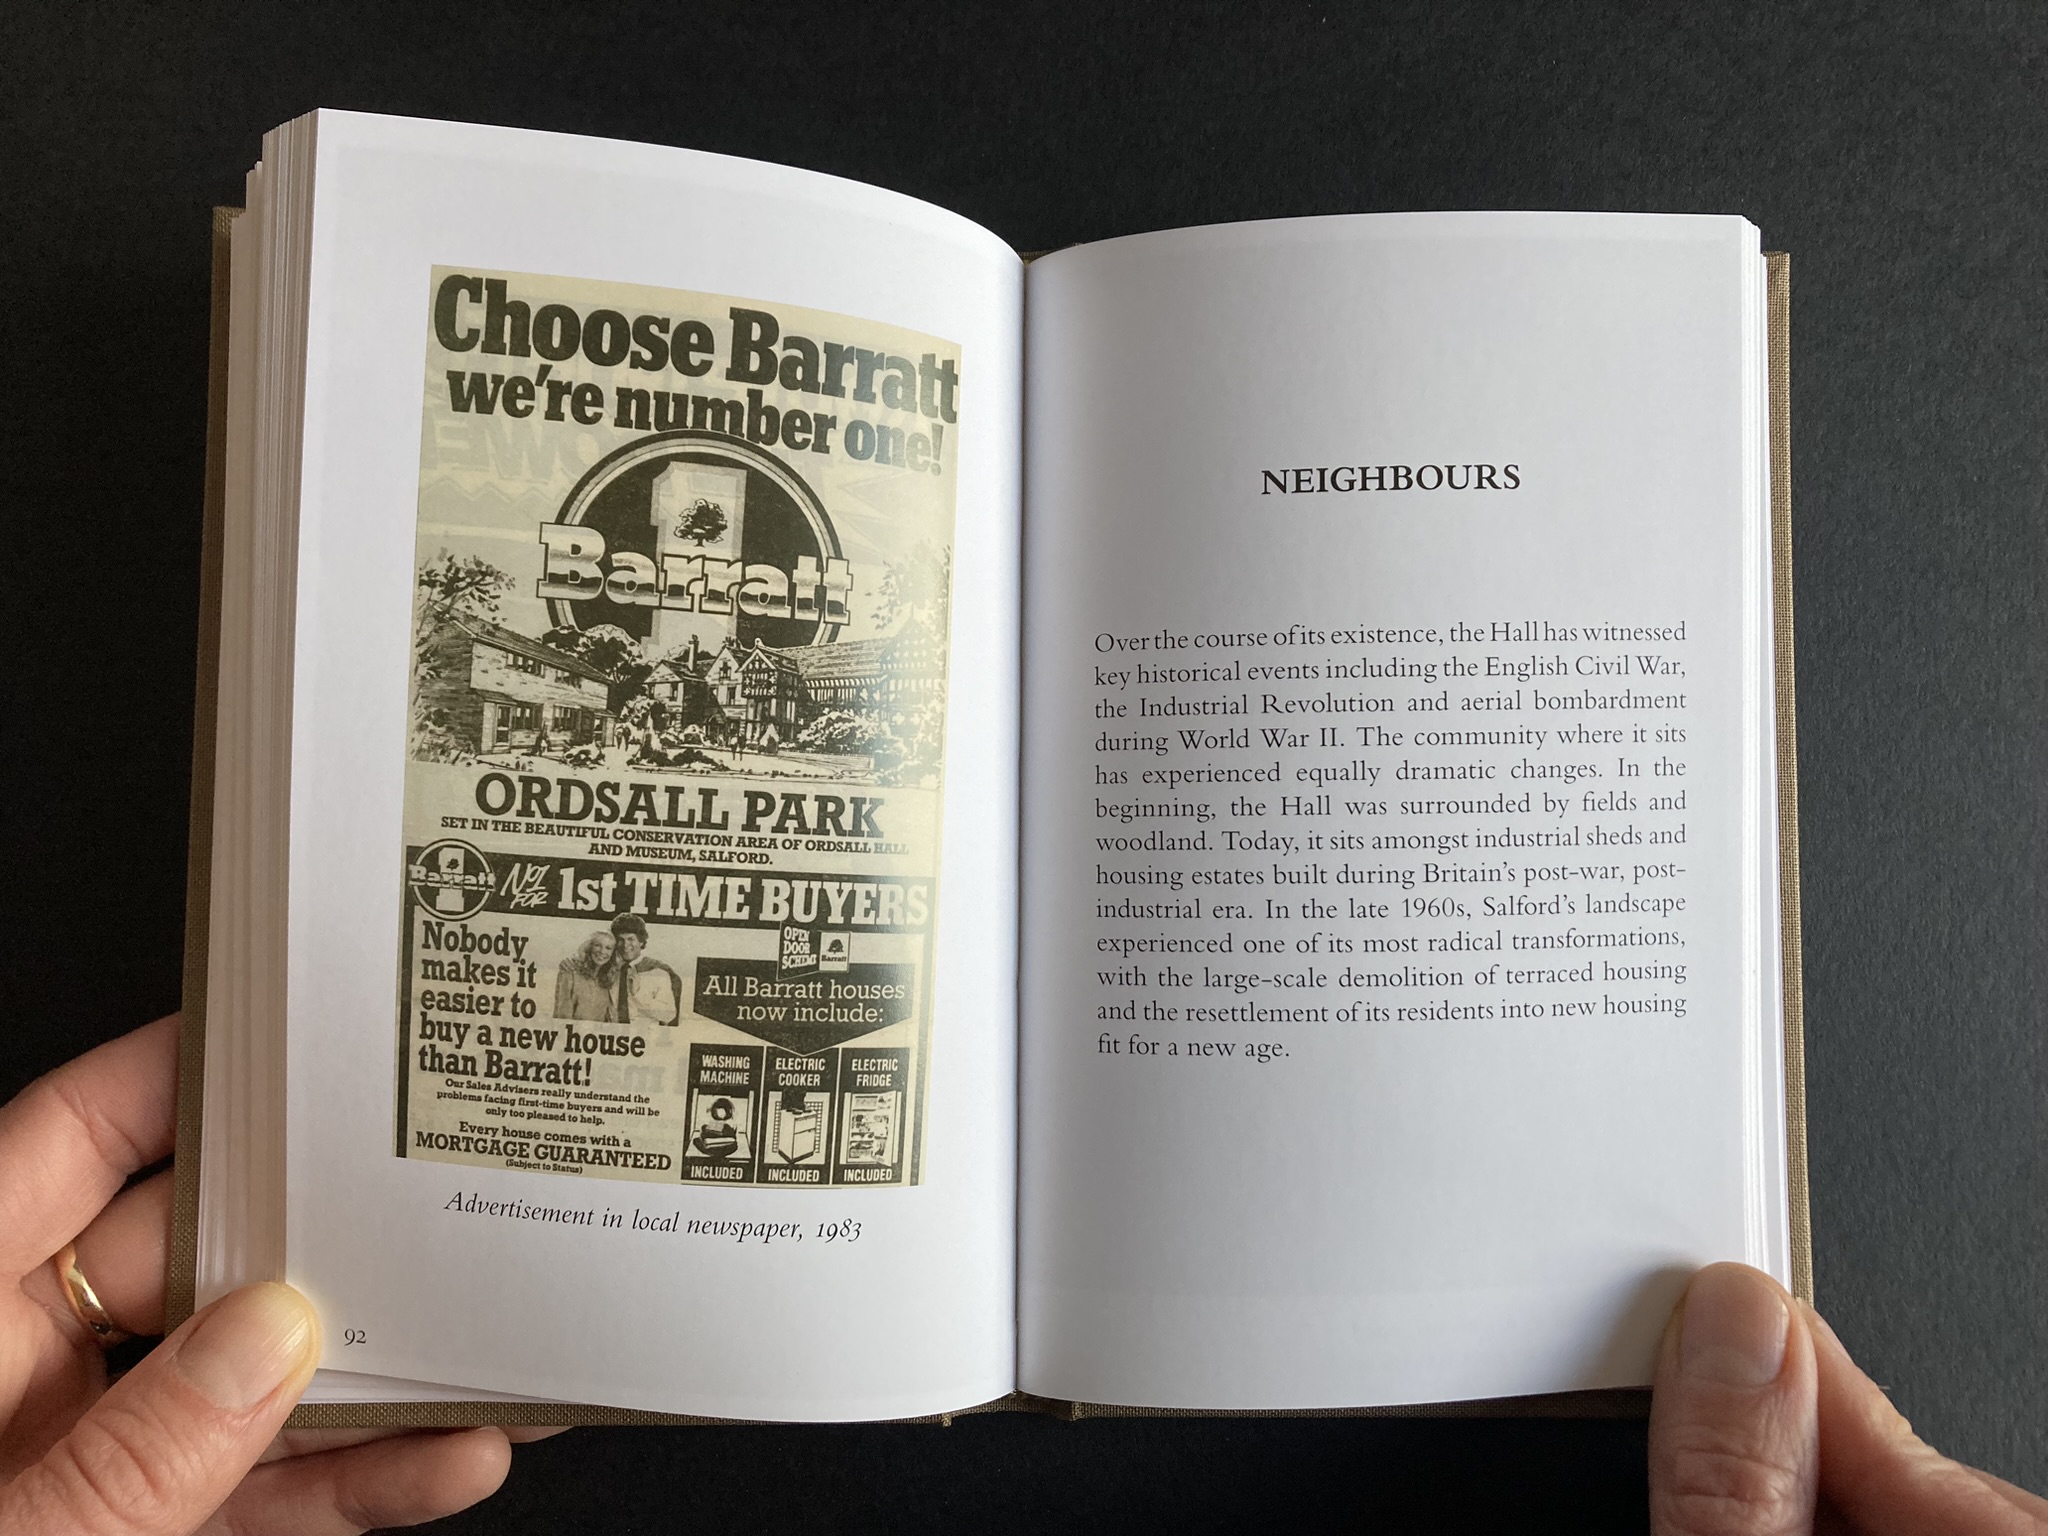 Choose Barratt
we're number one!
1
Barratt
ORDSALL PARK
SET IN THE BEAUTIFUL CONSERVATION AREA OF ORDSALL HALL
AND MUSEUM, SALFORD.
Barratt
No1
FOR
1st TIME BUYERS
Nobody
makes it
easier to
buy a new house
than Barratt!
Our Sales Advisers really understand the
problems facing first-time buyers and will be
only too pleased to help.
Every house comes with a
MORTGAGE GUARANTEED
(Subject to Status)
OPEN
DOOR
SCHEME
Barratt
All Barratt houses
now include:
WASHING
MACHINE
INCLUDED
ELECTRIC
COOKER
INCLUDED
ELECTRIC
FRIDGE
INCLUDED
Advertisement in local newspaper, 1983
92
NEIGHBOURS
Over the course of its existence, the Hall has witnessed
key historical events including the English Civil War,
the Industrial Revolution and aerial bombardment
during World War II. The community where it sits
has experienced equally dramatic changes. In the
beginning, the Hall was surrounded by fields and
woodland. Today, it sits amongst industrial sheds and
housing estates built during Britain's post-war, post-
industrial era. In the late 1960s, Salford's landscape
experienced one of its most radical transformations,
with the large-scale demolition of terraced housing
and the resettlement of its residents into new housing
fit for a new age.